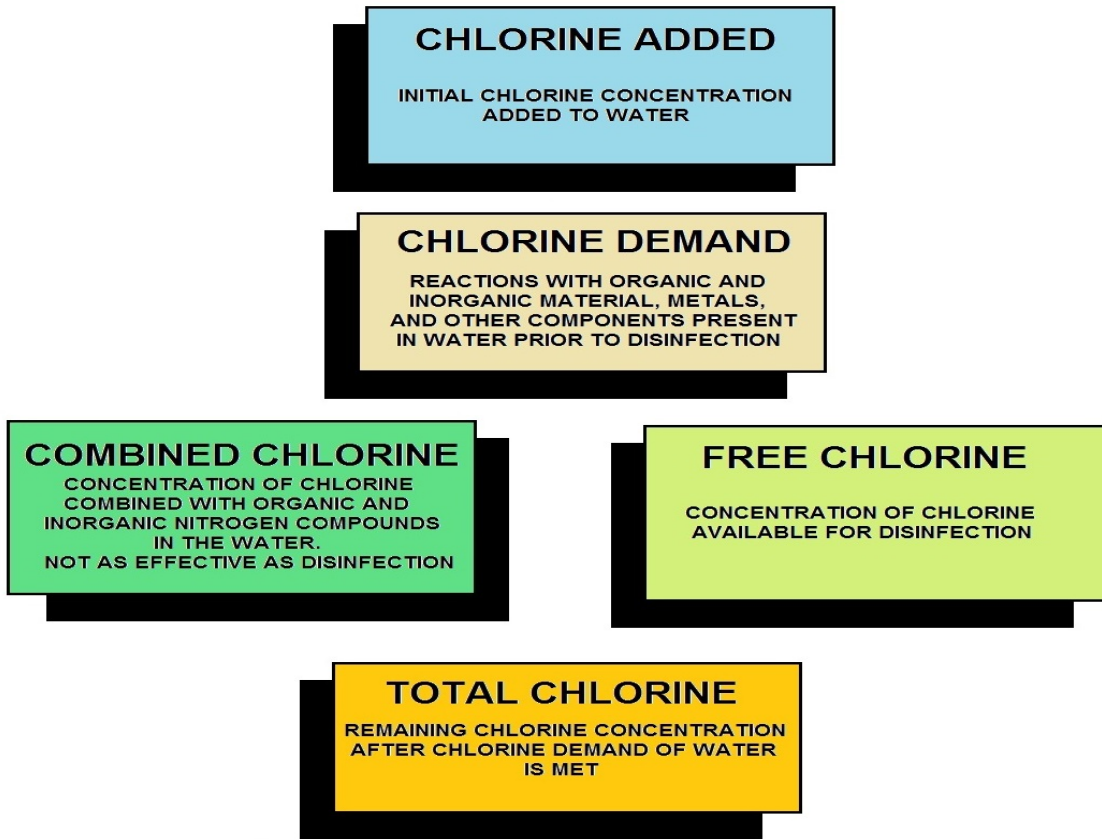 CHLORINE ADDED
INITIAL CHLORINE CONCENTRATION
ADDED TO WATER
CHLORINE DEMAND
REACTIONS WITH ORGANIC AND
INORGANIC MATERIAL, METALS,
AND OTHER COMPONENTS PRESENT
IN WATER PRIOR TO DISINFECTION
COMBINED CHLORINE
CONCENTRATION OF CHLORINE
COMBINED WITH ORGANIC AND
INORGANIC NITROGEN COMPOUNDS
IN THE WATER.
NOT AS EFFECTIVE AS DISINFECTION
FREE CHLORINE
CONCENTRATION OF CHLORINE
AVAILABLE FOR DISINFECTION
TOTAL CHLORINE
REMAINING CHLORINE CONCENTRATION
AFTER CHLORINE DEMAND OF WATER
IS MET